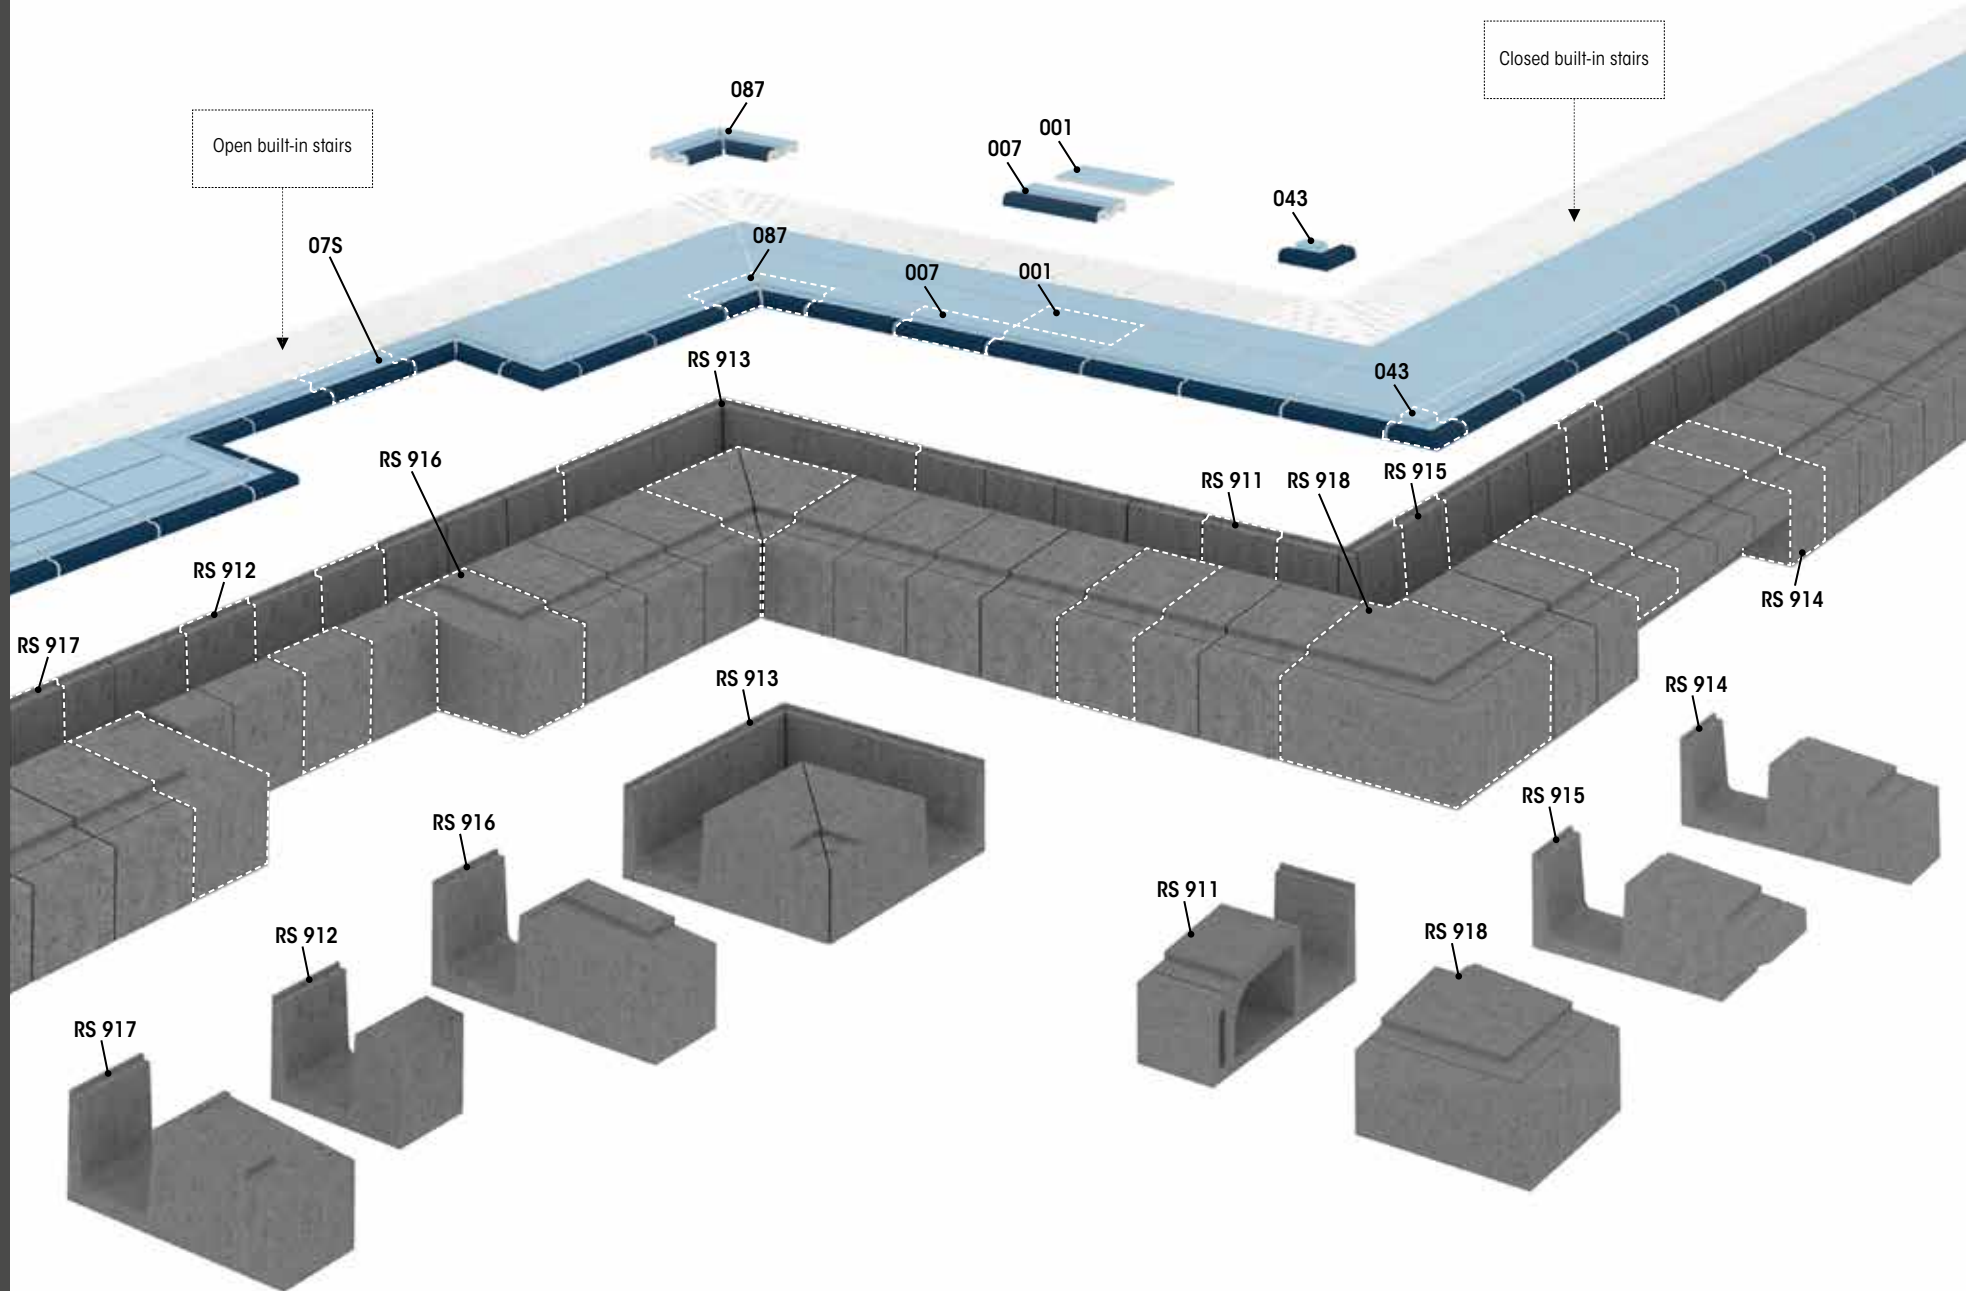 Closed built-in stairs
087
Open built-in stairs
001
007
043
07S
087
007
001
RS 913
043
RS 916
RS 911
RS 918
RS 915
RS 912
RS 914
RS 917
RS 913
RS 914
RS 915
RS 916
RS 911
RS 918
RS 912
RS 917